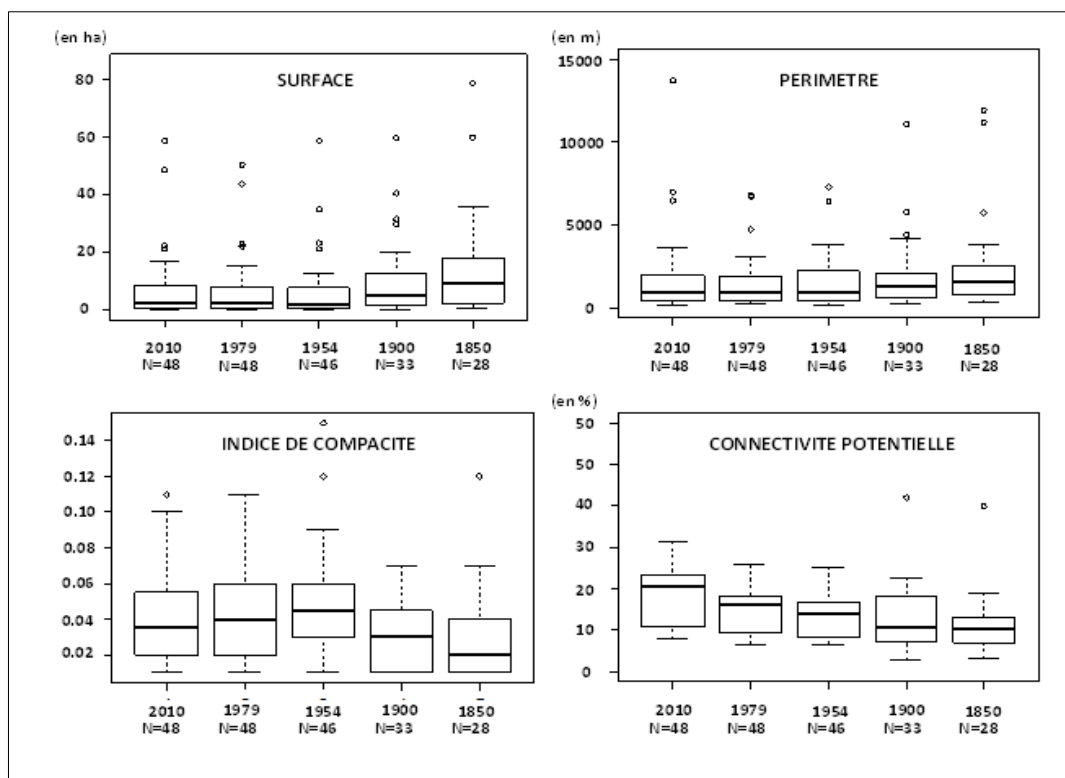 (en ha)
SURFACE
80
60
40
20
0
2010 1979 1954 1900 1850
N=48 N=48 N=46 N=33 N=28
(en m)
PERIMETRE
15000
10000
5000
0
2010 1979 1954 1900 1850
N=48 N=48 N=46 N=33 N=28
INDICE DE COMPACITE
0.14
0.12
0.10
0.08
0.06
0.04
0.02
2010 1979 1954 1900 1850
N=48 N=48 N=46 N=33 N=28
(en %)
CONNECTIVITE POTENTIELLE
50
50
40
30
20
10
0
2010 1979 1954 1900 1850
N=48 N=48 N=46 N=33 N=28